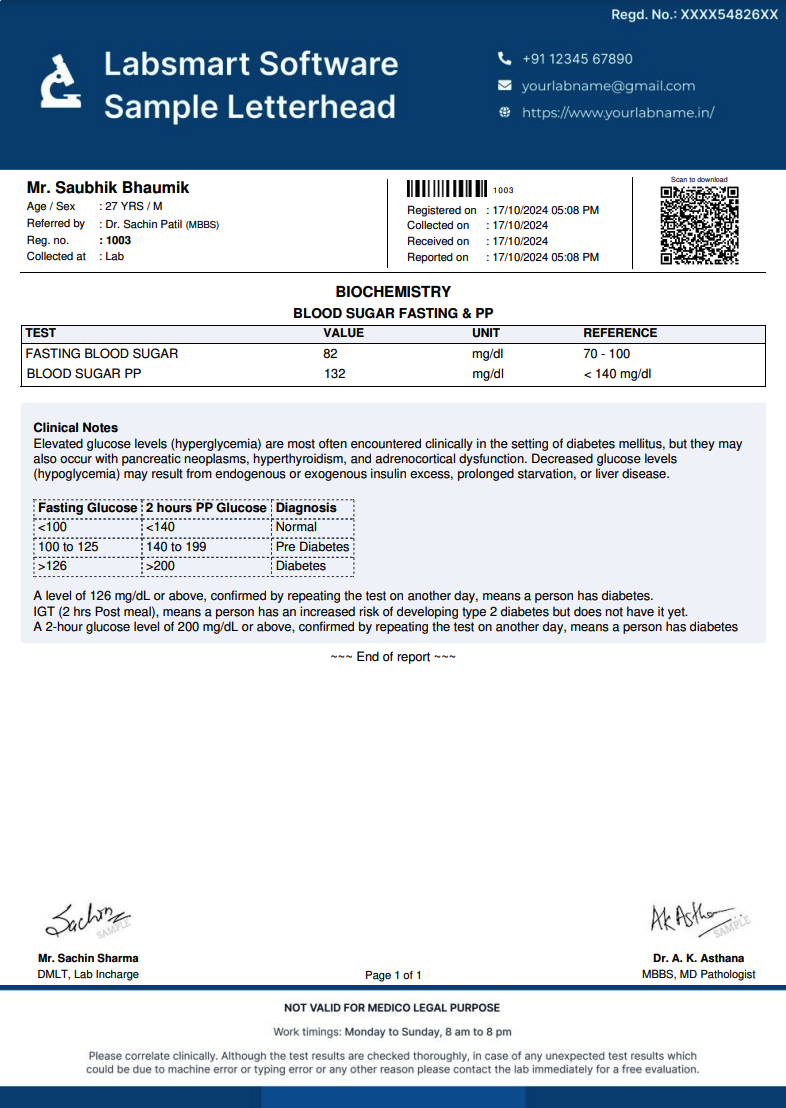 Regd. No.: XXXX54826XX
Labsmart Software
Sample Letterhead
+91 12345 67890
yourlabname@gmail.com
https://www.yourlabname.in/
Mr. Saubhik Bhaumik
Age / Sex : 27 YRS / M
Referred by : Dr. Sachin Patil (MBBS)
Reg. no. : 1003
Collected at : Lab
1003
Registered on : 17/10/2024 05:08 PM
Collected on : 17/10/2024
Received on : 17/10/2024
Reported on : 17/10/2024 05:08 PM
Scan to download
BIOCHEMISTRY
BLOOD SUGAR FASTING & PP
TEST VALUE UNIT REFERENCE
FASTING BLOOD SUGAR 82 mg/dl 70 - 100
BLOOD SUGAR PP 132 mg/dl < 140 mg/dl
Clinical Notes
Elevated glucose levels (hyperglycemia) are most often encountered clinically in the setting of diabetes mellitus, but they may
also occur with pancreatic neoplasms, hyperthyroidism, and adrenocortical dysfunction. Decreased glucose levels
(hypoglycemia) may result from endogenous or exogenous insulin excess, prolonged starvation, or liver disease.
Fasting Glucose 2 hours PP Glucose Diagnosis
<100 <140 Normal
100 to 125 140 to 199 Pre Diabetes
>126 >200 Diabetes
A level of 126 mg/dL or above, confirmed by repeating the test on another day, means a person has diabetes.
IGT (2 hrs Post meal), means a person has an increased risk of developing type 2 diabetes but does not have it yet.
A 2-hour glucose level of 200 mg/dL or above, confirmed by repeating the test on another day, means a person has diabetes
~~~ End of report ~~~
Sachin
SAMPLE
Ak Astha
SAMPLE
Mr. Sachin Sharma
DMLT, Lab Incharge
Page 1 of 1
Dr. A. K. Asthana
MBBS, MD Pathologist
NOT VALID FOR MEDICO LEGAL PURPOSE
Work timings: Monday to Sunday, 8 am to 8 pm
Please correlate clinically. Although the test results are checked thoroughly, in case of any unexpected test results which
could be due to machine error or typing error or any other reason please contact the lab immediately for a free evaluation.